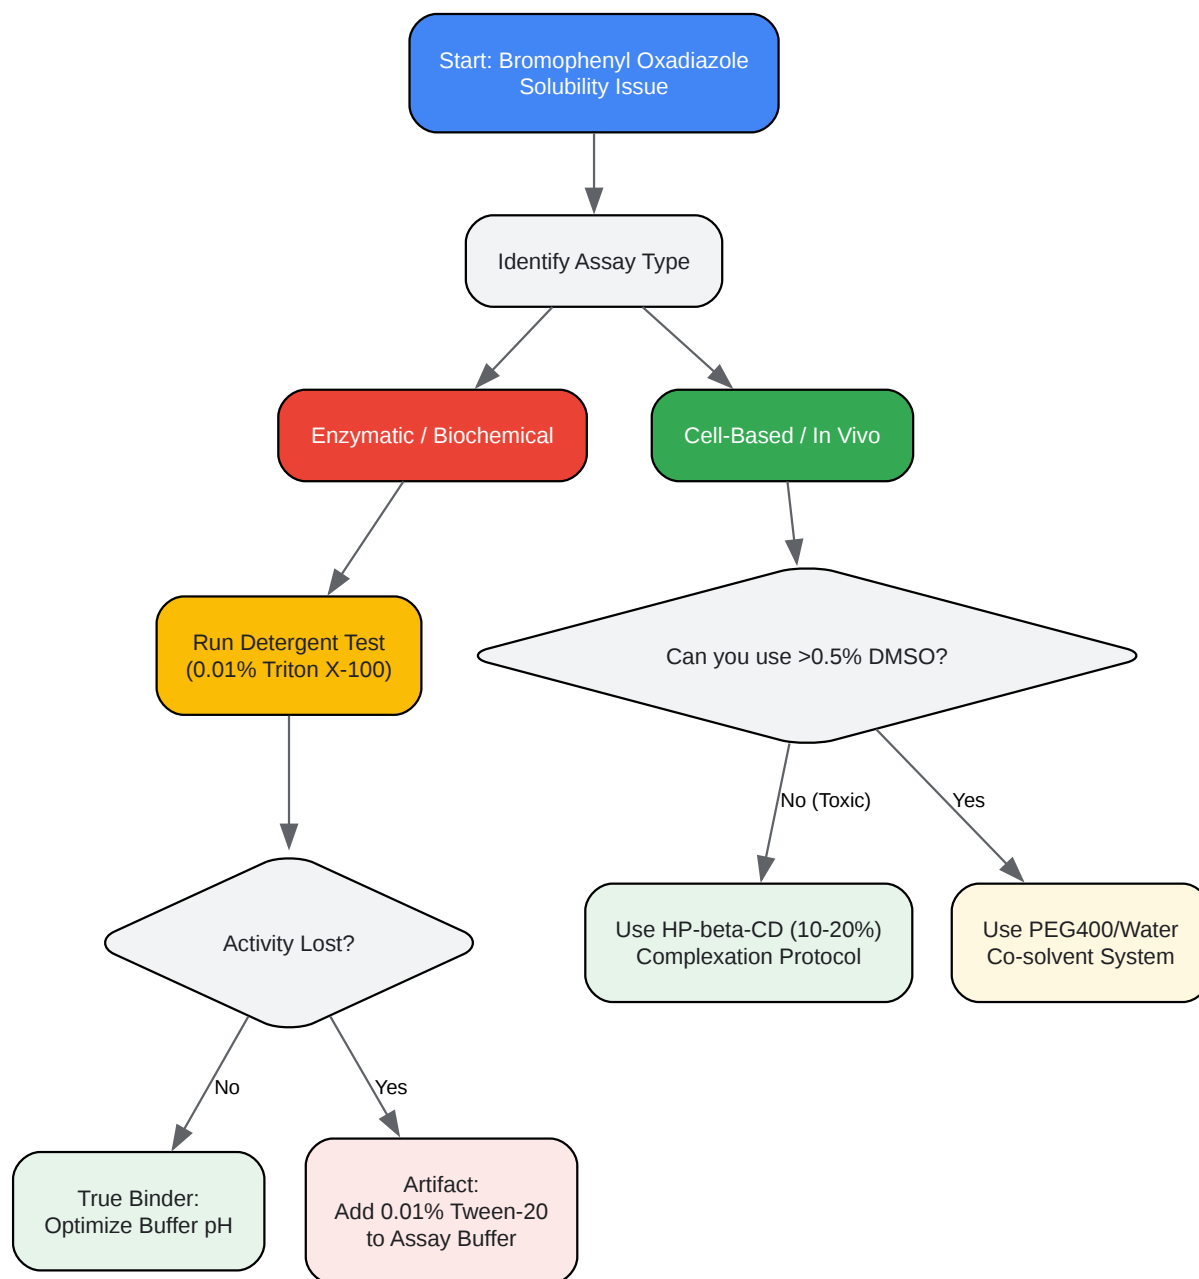 Start: Bromophenyl Oxadiazole
Solubility Issue
Identify Assay Type
Enzymatic / Biochemical
Cell-Based / In Vivo
Run Detergent Test
(0.01% Triton X-100)
Can you use >0.5% DMSO?
No (Toxic)
Yes
Activity Lost?
Use HP-beta-CD (10-20%)
Complexation Protocol
Use PEG400/Water
Co-solvent System
No
Yes
True Binder:
Optimize Buffer pH
Artifact:
Add 0.01% Tween-20
to Assay Buffer